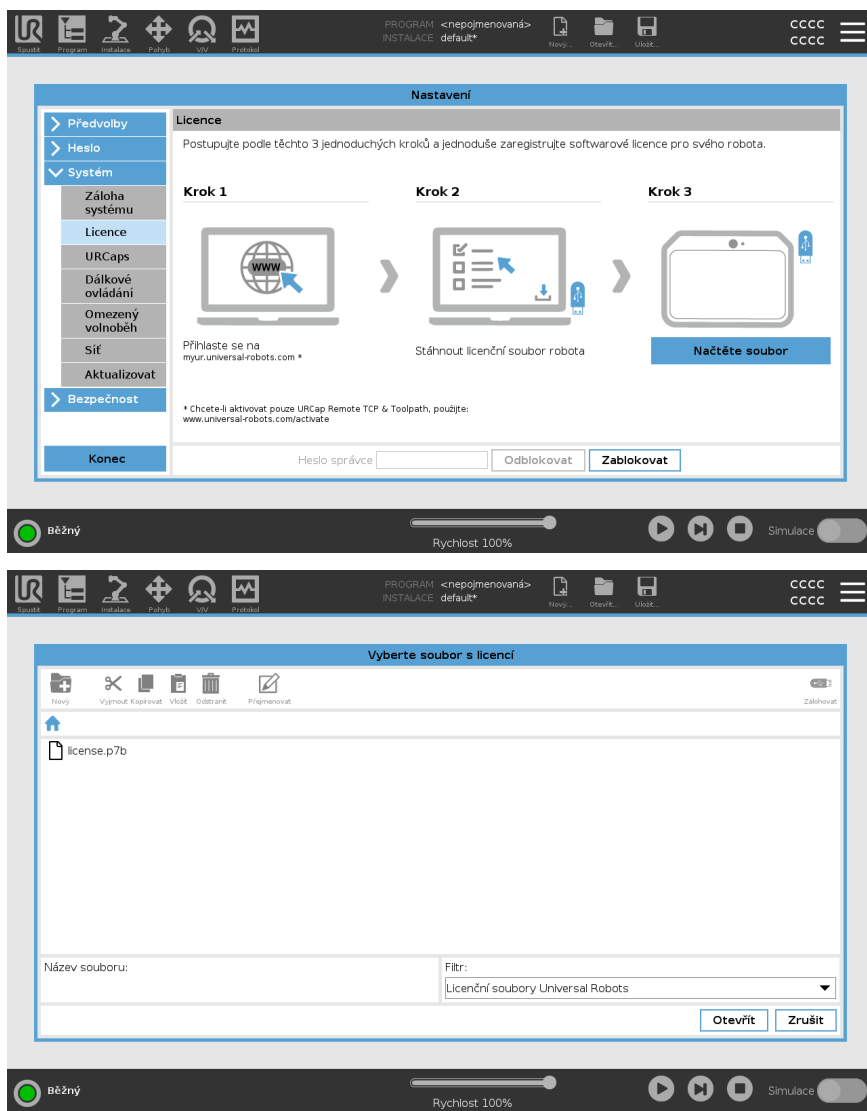 PROGRAM <nepojmenovaná>
INSTALACE default*
CCCC
CCCC
Spustit Program Instalace Pohyb V/V Protokol Nový... Otevřít... Uložit...
Nastavení
Předvolby
Heslo
Systém
Záloha
systému
Licence
URCaps
Dálkové
ovládání
Omezený
volnoběh
Síť
Aktualizovat
Bezpečnost
Konec
Licence
Postupujte podle těchto 3 jednoduchých kroků a jednoduše zaregistrujte softwarové licence pro svého robota.
Krok 1 Krok 2 Krok 3
WWW
Přihlaste se na
myur.universal-robots.com *
Stáhnout licenční soubor robota
Načtěte soubor
* Chcete-li aktivovat pouze URCap Remote TCP & Toolpath, použijte:
www.universal-robots.com/activate
Heslo správce Odblokovat Zablokovat
Běžný
Rychlost 100%
Simulace
PROGRAM <nepojmenovaná>
INSTALACE default*
CCCC
CCCC
Spustit Program Instalace Pohyb V/V Protokol Nový... Otevřít... Uložit...
Vyberte soubor s licencí
Nový Vyjmout Kopírovat Vložit Odstranit Přejmenovat Zálohovat
license.p7b
Název souboru:
Filtr:
Licenční soubory Universal Robots
Otevřít Zrušit
Běžný
Rychlost 100%
Simulace